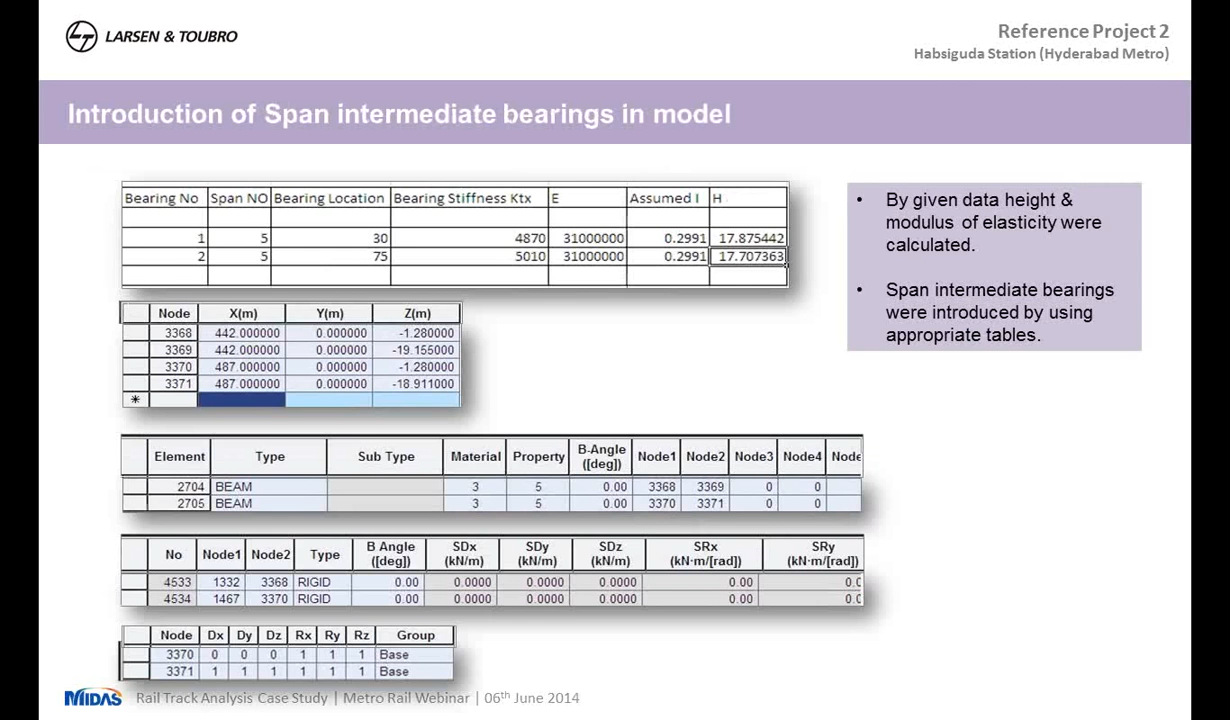 LARSEN & TOUBRO
Reference Project 2
Habsiguda Station (Hyderabad Metro)
Introduction of Span intermediate bearings in model
Bearing No Span NO Bearing Location Bearing Stiffness Ktx E Assumed I H
1 5 30 4870 31000000 0.2991 17.875442
2 5 75 5010 31000000 0.2991 17.707363
• By given data height &
modulus of elasticity were
calculated.
• Span intermediate bearings
were introduced by using
appropriate tables.
Node X(m) Y(m) Z(m)
3368 442.000000 0.000000 -1.280000
3369 442.000000 0.000000 -19.155000
3370 487.000000 0.000000 -1.280000
3371 487.000000 0.000000 -18.911000
*
Element Type Sub Type Material Property B-Angle ([deg]) Node1 Node2 Node3 Node4 Node
2704 BEAM 3 5 0.00 3368 3369 0 0
2705 BEAM 3 5 0.00 3370 3371 0 0
No Node1 Node2 Type B Angle ([deg]) SDx (kN/m) SDy (kN/m) SDz (kN/m) SRx (kN·m/[rad]) SRy (kN·m/[rad])
4533 1332 3368 RIGID 0.00 0.0000 0.0000 0.0000 0.00 0.0
4534 1467 3370 RIGID 0.00 0.0000 0.0000 0.0000 0.00 0.0
Node Dx Dy Dz Rx Ry Rz Group
3370 0 0 0 1 1 1 Base
3371 1 1 1 1 1 1 Base
MIDAS Rail Track Analysis Case Study | Metro Rail Webinar | 06th June 2014